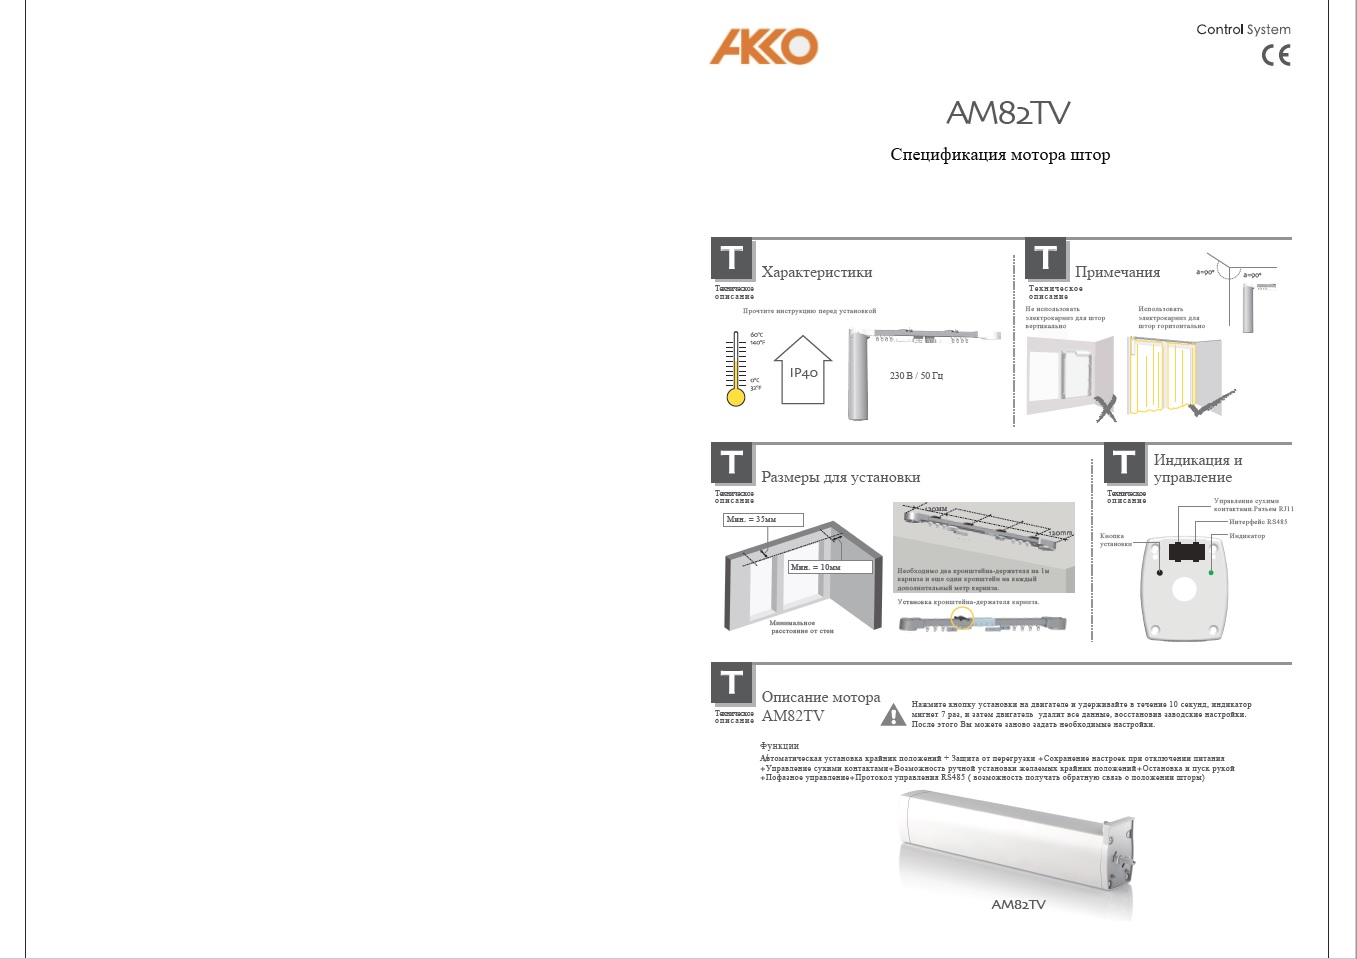 AKKO
Control System
CE
AM82TV
Спецификация мотора штор
T
Характеристики
Техническое
описание
Прочтите инструкцию перед установкой
60°C
140°F
0°C
32°F
IP40
230 В / 50 Гц
T
Примечания
Техническое
описание
a=90°
a=90°
Не использовать
электрокарниз для штор
вертикально
Использовать
электрокарниз для
штор горизонтально
T
Размеры для установки
Техническое
описание
Мин. = 35мм
Мин. = 10мм
Минимальное
расстояние от стен
130MM
130MM
Необходимо два кронштейна-держателя на 1м
карниза и еще один кронштейн на каждый
дополнительный метр карниза.
Установка кронштейна-держателя карниза.
T
Индикация и
управление
Техническое
описание
Управление сухими
контактами.Разьем RJ11
Интерфейс RS485
Кнопка
установки
Индикатор
T
Описание мотора
AM82TV
Техническое
описание
Нажмите кнопку установки на двигателе и удерживайте в течение 10 секунд, индикатор
мигнет 7 раз, и затем двигатель удалит все данные, восстановив заводские настройки.
После этого Вы можете заново задать необходимые настройки.
Функции
Автоматическая установка крайних положений + Защита от перегрузки +Сохранение настроек при отключении питания
+Управление сухими контактами+Возможность ручной установки желаемых крайних положений+Остановка и пуск рукой
+Пофазное управление+Протокол управления RS485 ( возможность получать обратную связь о положении шторы)
AM82TV